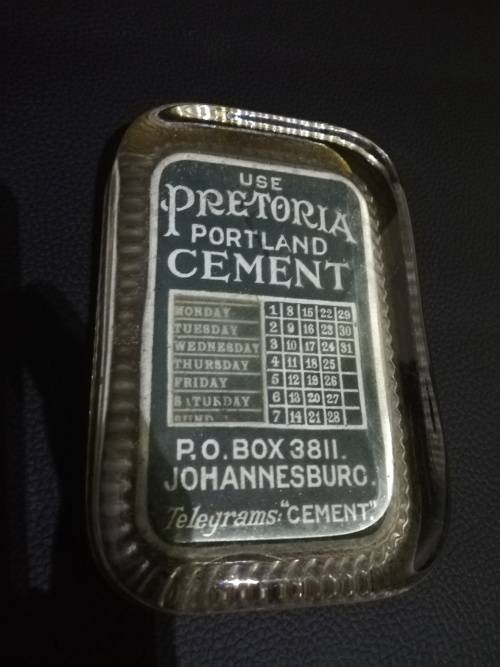 USE
PRETORIA
PORTLAND
CEMENT
MONDAY 1 8 15 22 29
TUESDAY 2 9 16 23 30
WEDNESDAY 3 10 17 24 31
THURSDAY 4 11 18 25
FRIDAY 5 12 19 26
SATURDAY 6 13 20 27
7 14 21 28
P.O. BOX 3811.
JOHANNESBURG.
Telegrams: "CEMENT"